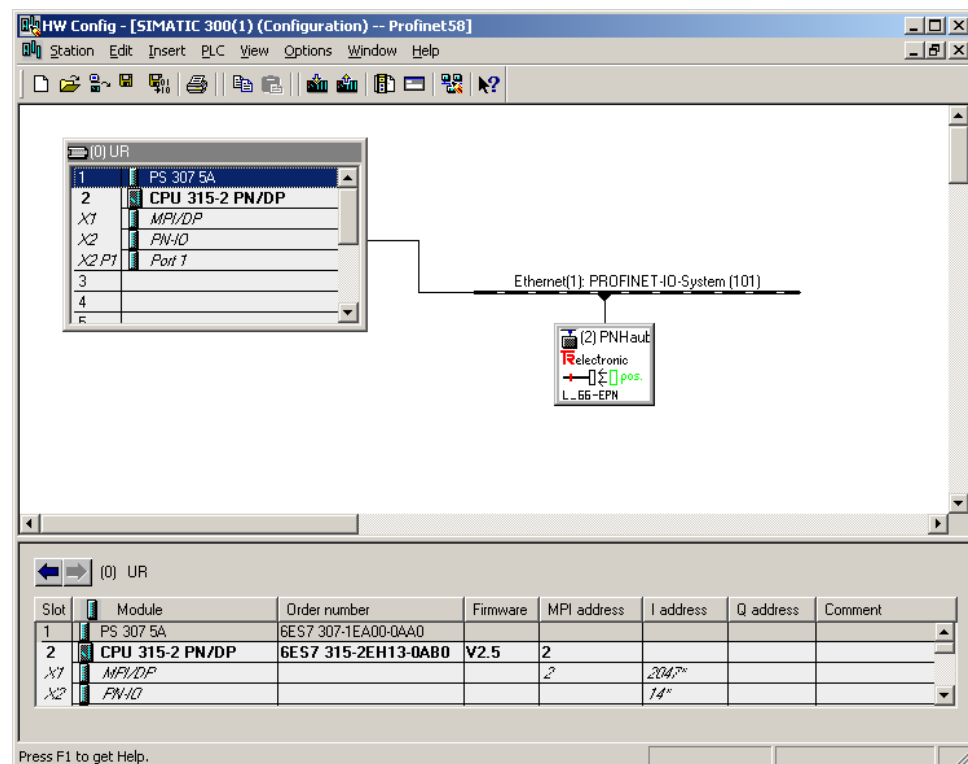 HW Config - [SIMATIC 300(1) (Configuration) -- Profinet58]
Station Edit Insert PLC View Options Window Help
(0) UR
1 PS 307 5A
2 CPU 315-2 PN/DP
X1 MPI/DP
X2 PN-IO
X2 P1 Port 1
3
4
5
Ethernet(1): PROFINET-IO-System (101)
(2) PNHaub
TRelectronic
pos.
L_66-EPN
(0) UR
Slot Module Order number Firmware MPI address I address Q address Comment
1 PS 307 5A 6ES7 307-1EA00-0AA0
2 CPU 315-2 PN/DP 6ES7 315-2EH13-0AB0 V2.5 2
X1 MPI/DP 2 2047*
X2 PN-IO 14*
Press F1 to get Help.